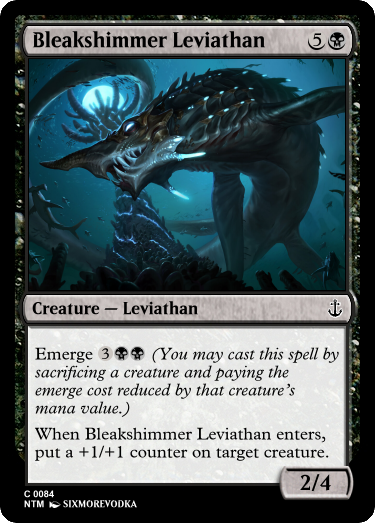 Bleakshimmer Leviathan 5
Creature — Leviathan
Emerge 3 (You may cast this spell by
sacrificing a creature and paying the
emerge cost reduced by that creature's
mana value.)
When Bleakshimmer Leviathan enters,
put a +1/+1 counter on target creature.
2/4
C 0084
NTM SIXMOREVODKA